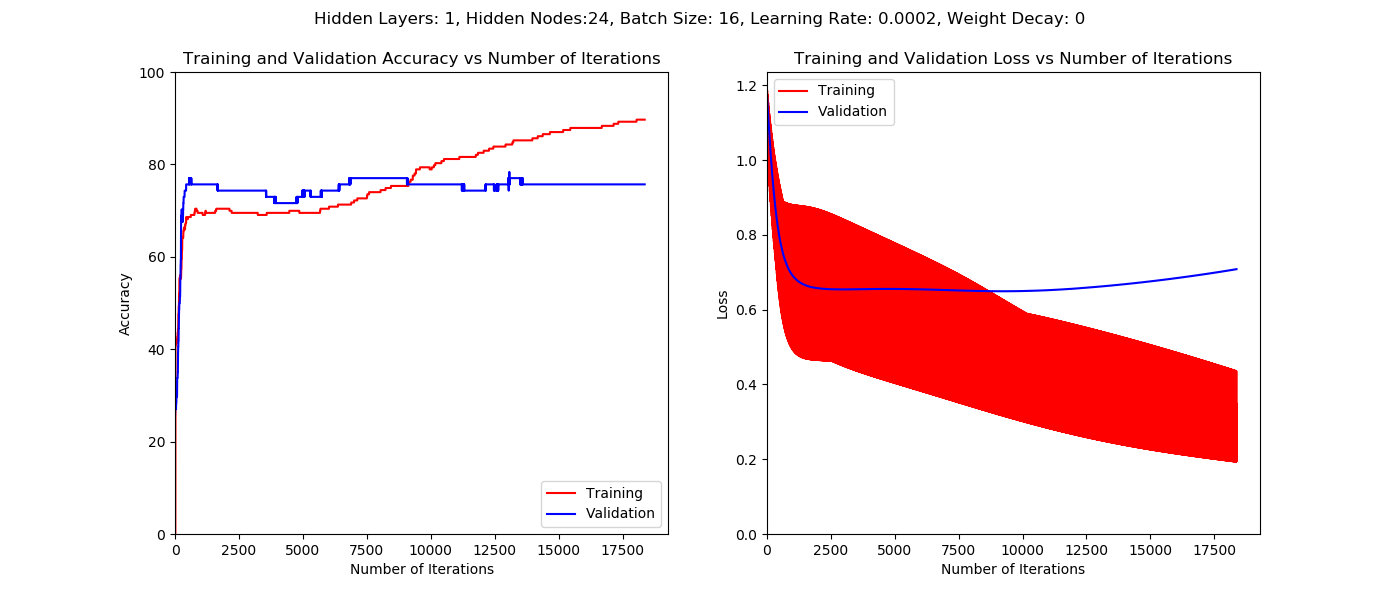 Hidden Layers: 1, Hidden Nodes:24, Batch Size: 16, Learning Rate: 0.0002, Weight Decay: 0
Training and Validation Accuracy vs Number of Iterations
100
80
60
40
20
0
Accuracy
0 2500 5000 7500 10000 12500 15000 17500
Number of Iterations
Training
Validation
Training and Validation Loss vs Number of Iterations
1.2
1.0
0.8
0.6
0.4
0.2
0.0
Loss
Training
Validation
0 2500 5000 7500 10000 12500 15000 17500
Number of Iterations